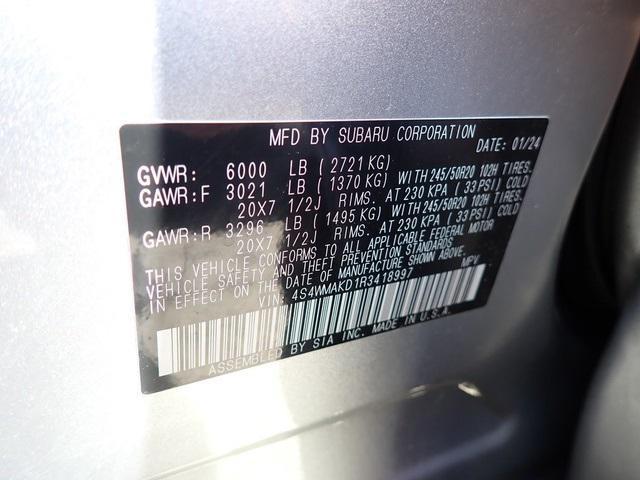 MFD BY SUBARU CORPORATION DATE: 01/24
GVWR: 6000 LB ( 2721 KG)
GAWR:F 3021 LB ( 1370 KG) WITH 245/50R20 102H TIRES.
20X7 1/2J RIMS. AT 230 KPA ( 33 PSI) COLD
GAWR:R 3296 LB ( 1495 KG) WITH 245/50R20 102H TIRES.
20X7 1/2J RIMS. AT 230 KPA ( 33 PSI) COLD
THIS VEHICLE CONFORMS TO ALL APPLICABLE FEDERAL MOTOR
VEHICLE SAFETY AND THEFT PREVENTION STANDARDS
IN EFFECT ON THE DATE OF MANUFACTURE SHOWN ABOVE.
VIN: 4S4WMAKD1R3418997 MPV
ASSEMBLED BY SIA INC. MADE IN U.S.A.